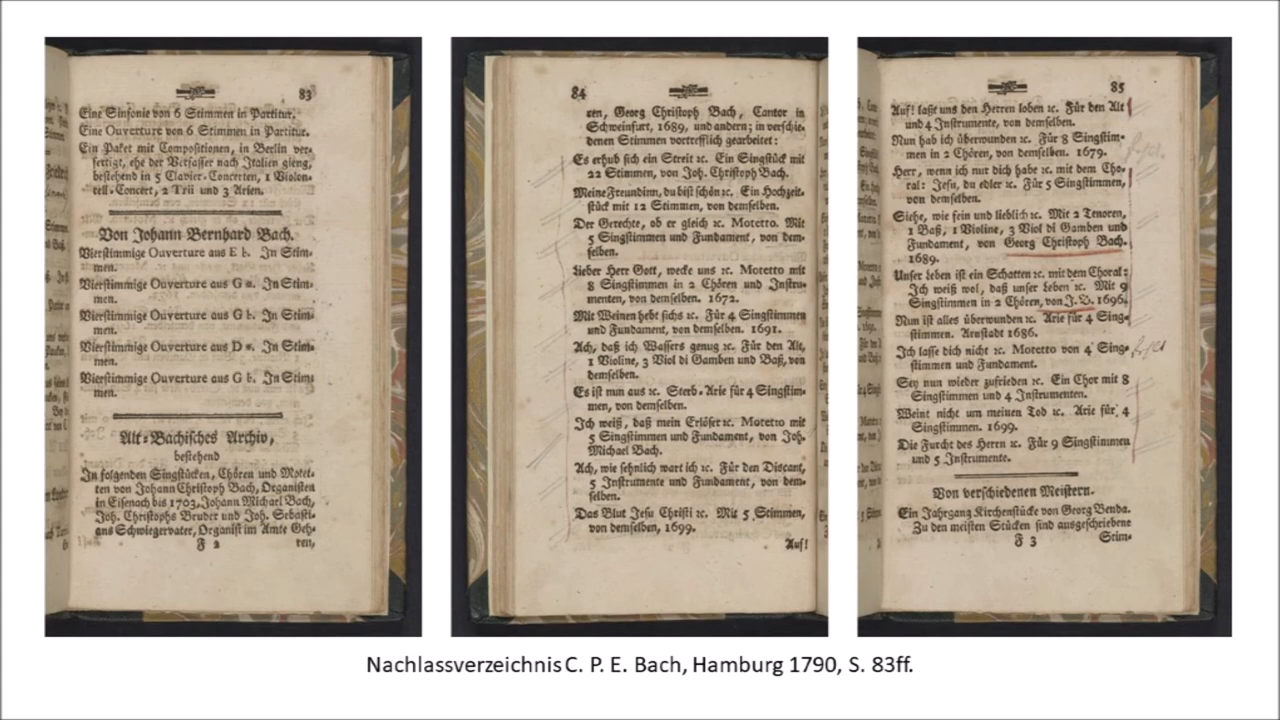 83
Eine Sinfonie von 6 Stimmen in Partitur.
Eine Ouverture von 6 Stimmen in Partitur.
Ein Paket mit Compositionen, in Berlin ver-
fertigt, ehe der Verfasser nach Italien gieng,
bestehend in 5 Clavier-Concerten, 1 Violon-
cell-Concert, 2 Trii und 3 Arien.
Von Johann Bernhard Bach.
Vierstimmige Ouverture aus E b. In Stim-
men.
Vierstimmige Ouverture aus G In Stim-
men.
Vierstimmige Ouverture aus G b. In Stim-
men.
Vierstimmige Ouverture aus D In Stim-
men.
Vierstimmige Ouverture aus G b. In Stim-
men.
Alt-Bachisches Archiv,
bestehend
In folgenden Singstücken, Chören und Motet-
ten von Johann Christoph Bach, Organisten
in Eisenach bis 1703, Johann Michael Bach,
Joh. Christophs Bruder und Joh. Sebasti-
ans Schwiegervater, Organist im Amte Geh-
F 2 ren,
84
ren, Georg Christoph Bach, Cantor in
Schweinfurt, 1689, und andern; in verschie-
denen Stimmen vortrefflich gearbeitet:
Es erhub sich ein Streit ꝛc. Ein Singstück mit
22 Stimmen, von Joh. Christoph Bach.
Meine Freundinn, du bist schön ꝛc. Ein Hochzeit-
stück mit 12 Stimmen, von demselben.
Der Gerechte, ob er gleich ꝛc. Motetto. Mit
5 Singstimmen und Fundament, von dem-
selben.
Lieber Herr Gott, wecke uns ꝛc. Motetto mit
8 Singstimmen in 2 Chören und Instru-
menten, von demselben. 1672.
Mit Weinen hebt sichs ꝛc. Für 4 Singstimmen
und Fundament, von demselben. 1691.
Ach, daß ich Wassers genug ꝛc. Für den Alt,
1 Violine, 3 Viol di Gamben und Baß, von
demselben.
Es ist nun aus ꝛc. Sterb-Arie für 4 Singstim-
men, von demselben.
Ich weiß, daß mein Erlöser ꝛc. Motetto mit
5 Singstimmen und Fundament, von Joh.
Michael Bach.
Ach, wie sehnlich wart ich ꝛc. Für den Discant,
5 Instrumente und Fundament, von dem-
selben.
Das Blut Jesu Christi ꝛc. Mit 5 Stimmen,
von demselben, 1699.
Auf!
85
Auf! laßt uns den Herren loben ꝛc. Für den Alt
und 4 Instrumente, von demselben.
Nun hab ich überwunden ꝛc. Für 8 Singstim-
men in 2 Chören, von demselben. 1679.
Herr, wenn ich nur dich habe ꝛc. mit dem Cho-
ral: Jesu, du edler ꝛc. Für 5 Singstimmen,
von demselben.
Siehe, wie fein und lieblich ꝛc. Mit 2 Tenoren,
1 Baß, 1 Violine, 3 Viol di Gamben und
Fundament, von Georg Christoph Bach.
1689.
Unser Leben ist ein Schatten ꝛc. mit dem Choral:
Ich weiß wol, daß unser Leben ꝛc. Mit 9
Singstimmen in 2 Chören, von J. B. 1696.
Nun ist alles überwunden ꝛc. Arie für 4 Sing-
stimmen. Arnstadt 1686.
Ich lasse dich nicht ꝛc. Motetto von 4 Sing-
stimmen und Fundament.
Sey nun wieder zufrieden ꝛc. Ein Chor mit 8
Singstimmen und 4 Instrumenten.
Weint nicht um meinen Tod ꝛc. Arie für 4
Singstimmen. 1699.
Die Furcht des Herrn ꝛc. Für 9 Singstimmen
und 5 Instrumente.
Von verschiedenen Meistern.
Ein Jahrgang Kirchenstücke von Georg Benda.
Zu den meisten Stücken sind ausgeschriebene
F 3 Stim-
Nachlassverzeichnis C. P. E. Bach, Hamburg 1790, S. 83ff.